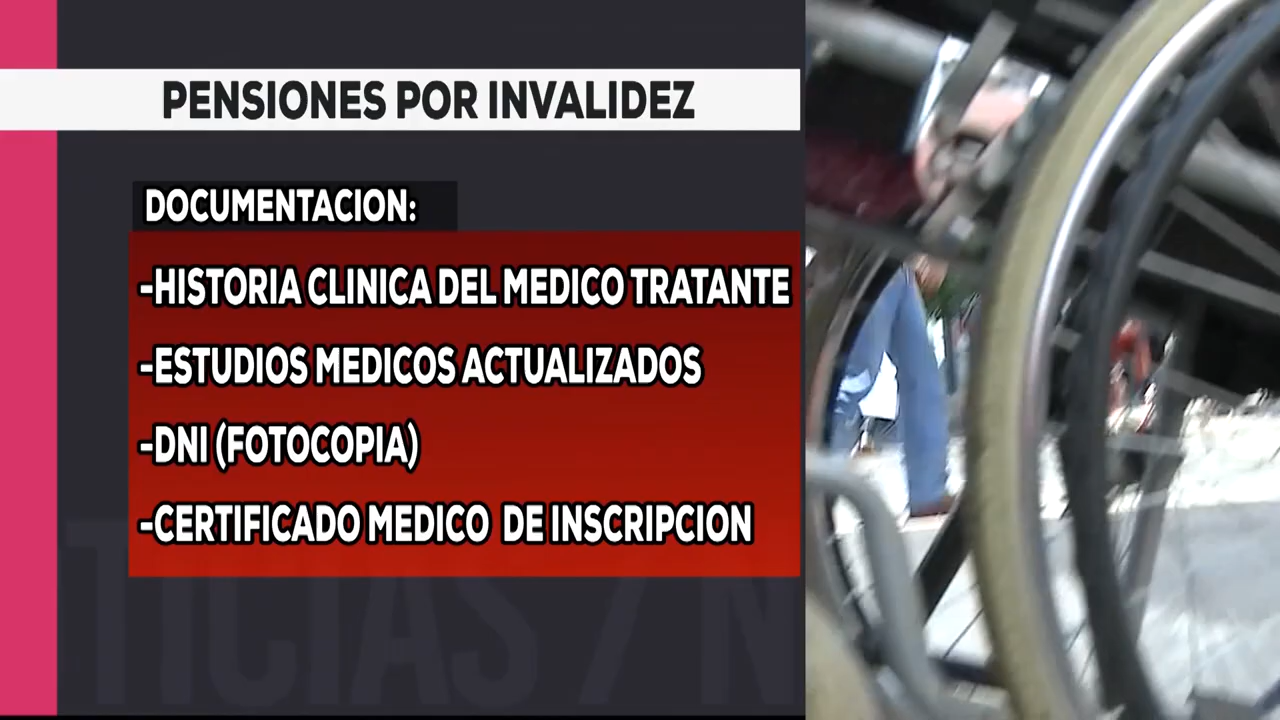 PENSIONES POR INVALIDEZ
DOCUMENTACION:
-HISTORIA CLINICA DEL MEDICO TRATANTE
-ESTUDIOS MEDICOS ACTUALIZADOS
-DNI (FOTOCOPIA)
-CERTIFICADO MEDICO DE INSCRIPCION